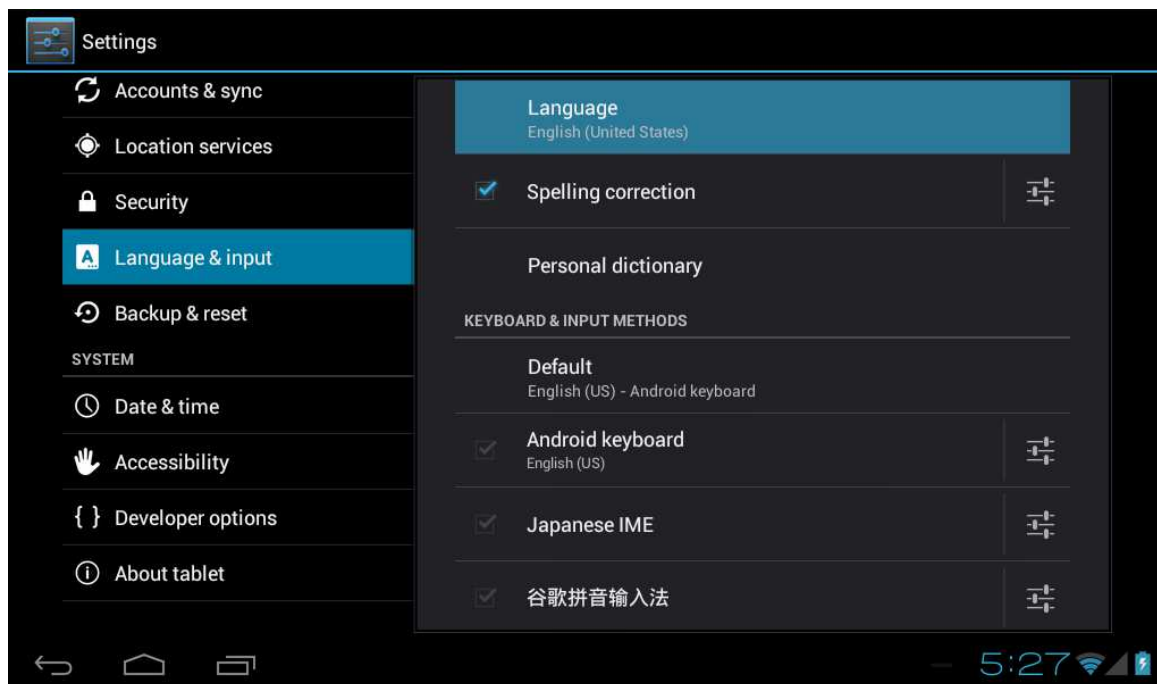 Settings
Accounts & sync
Location services
Security
Language & input
Backup & reset
SYSTEM
Date & time
Accessibility
{ } Developer options
About tablet
Language
English (United States)
Spelling correction
Personal dictionary
KEYBOARD & INPUT METHODS
Default
English (US) - Android keyboard
Android keyboard
English (US)
Japanese IME
谷歌拼音输入法
5:27